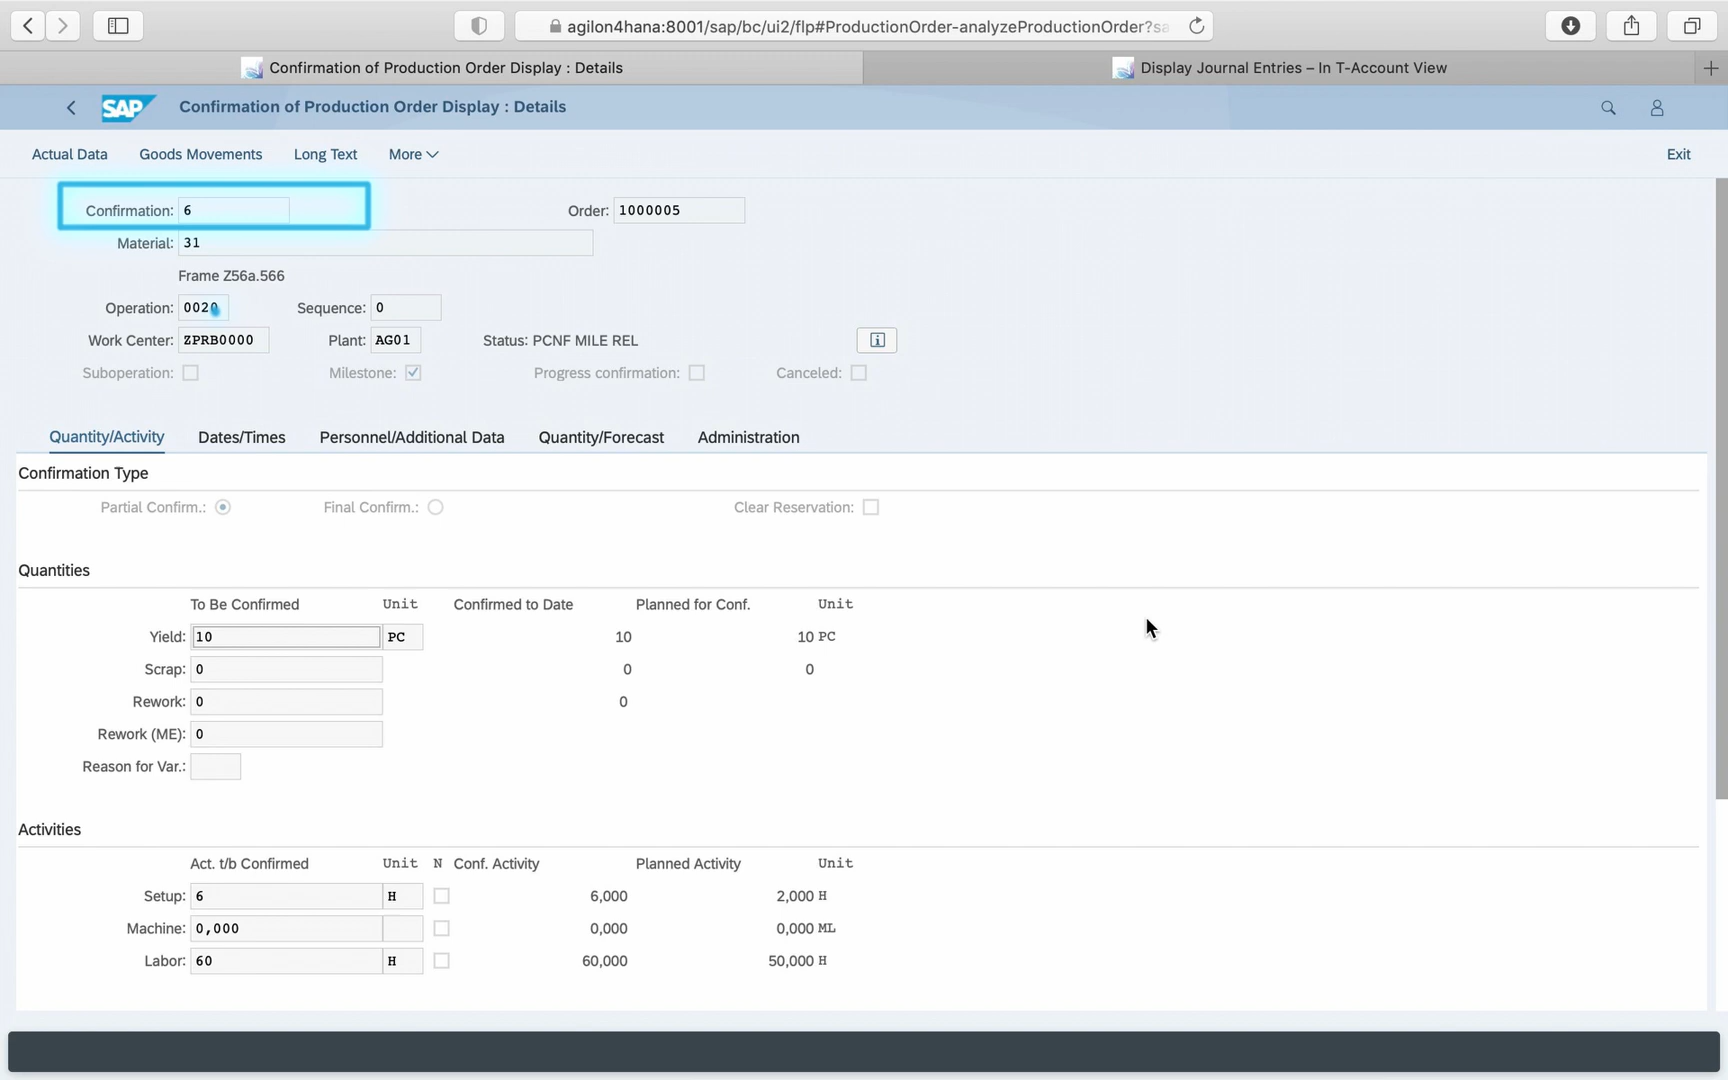 agilon4hana:8001/sap/bc/ui2/flp#ProductionOrder-analyzeProductionOrder?sa
Confirmation of Production Order Display : Details
Display Journal Entries – In T-Account View
SAP Confirmation of Production Order Display : Details
Actual Data Goods Movements Long Text More Exit
Confirmation: 6 Order: 1000005
Material: 31
Frame Z56a.566
Operation: 0020 Sequence: 0
Work Center: ZPRB0000 Plant: AG01 Status: PCNF MILE REL
Suboperation: Milestone: Progress confirmation: Canceled:
Quantity/Activity Dates/Times Personnel/Additional Data Quantity/Forecast Administration
Confirmation Type
Partial Confirm.: Final Confirm.: Clear Reservation:
Quantities
To Be Confirmed Unit Confirmed to Date Planned for Conf. Unit
Yield: 10 PC 10 10 PC
Scrap: 0 0 0
Rework: 0 0
Rework (ME): 0
Reason for Var.:
Activities
Act. t/b Confirmed Unit N Conf. Activity Planned Activity Unit
Setup: 6 H 6,000 2,000 H
Machine: 0,000 0,000 0,000 ML
Labor: 60 H 60,000 50,000 H